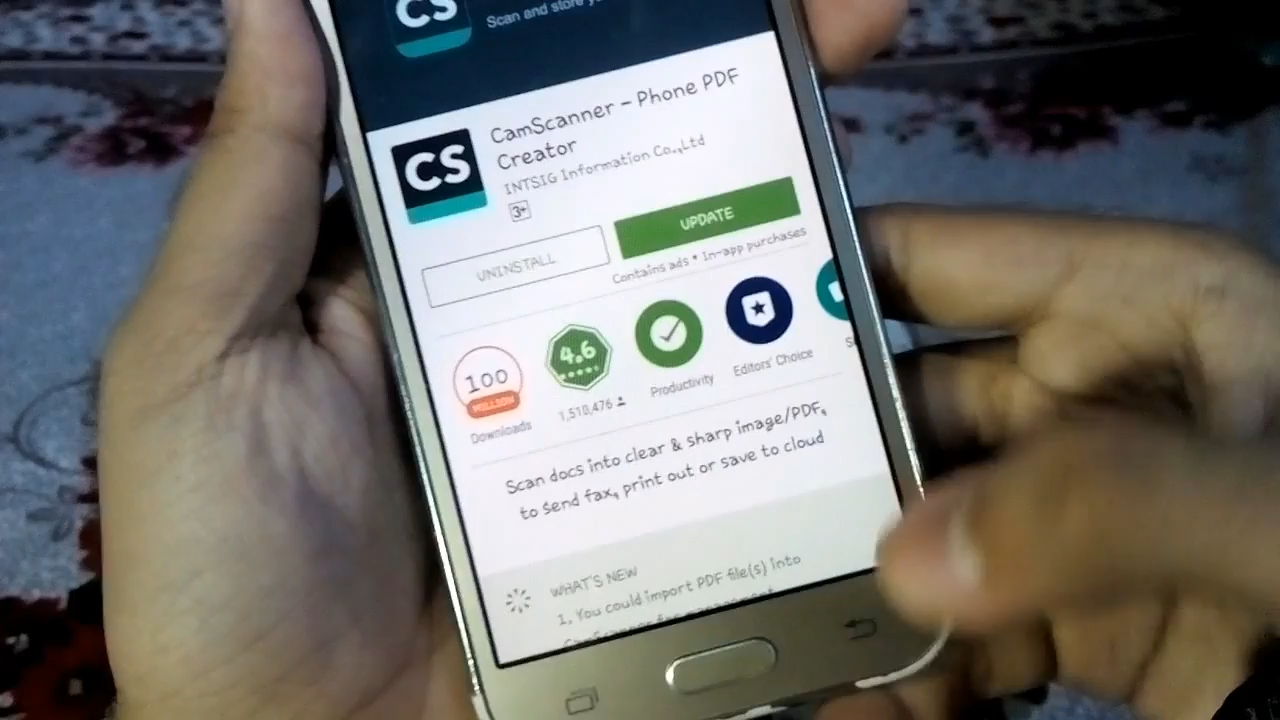 CS
Scan and store
CS
CamScanner - Phone PDF
Creator
INTSIG Information Co.,Ltd
3+
UNINSTALL
UPDATE
Contains ads • In-app purchases
100
MILLION
Downloads
4.6
1,510,476
Productivity
Editors' Choice
Scan docs into clear & sharp image/PDF,
to send fax, print out or save to cloud
WHAT'S NEW
1. You could import PDF file(s) into